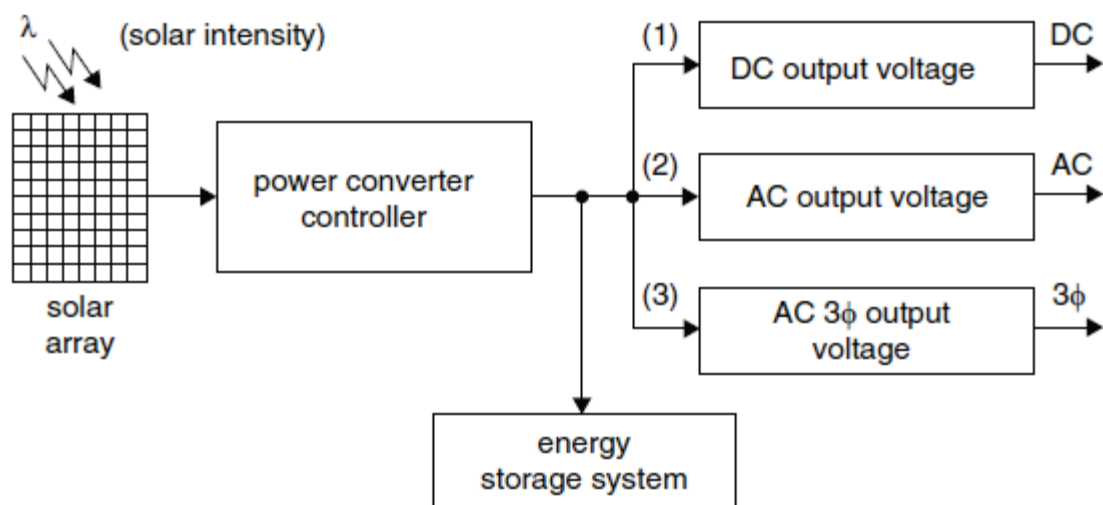 λ
(solar intensity)
solar
array
power converter
controller
(1)
DC output voltage
DC
(2)
AC output voltage
AC
(3)
AC 3ϕ output
voltage
3ϕ
energy
storage system